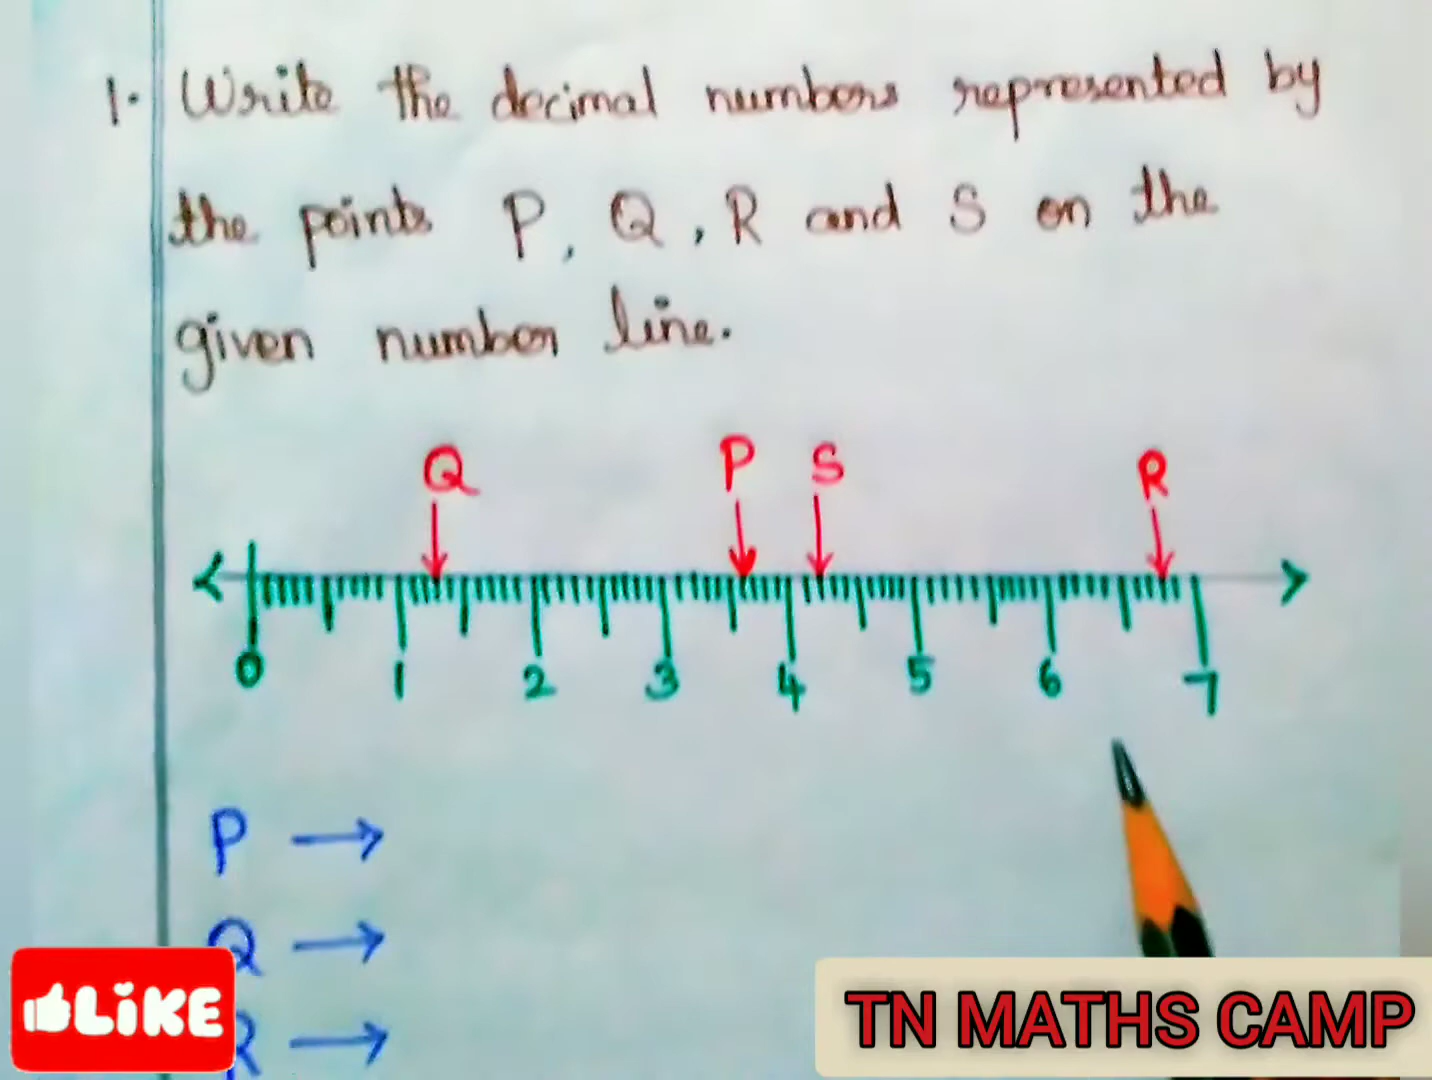 1. Write the decimal numbers represented by
the points P, Q, R and S on the
given number line.
Q P S R
0 1 2 3 4 5 6 7
P →
Q →
R →
LIKE
TN MATHS CAMP